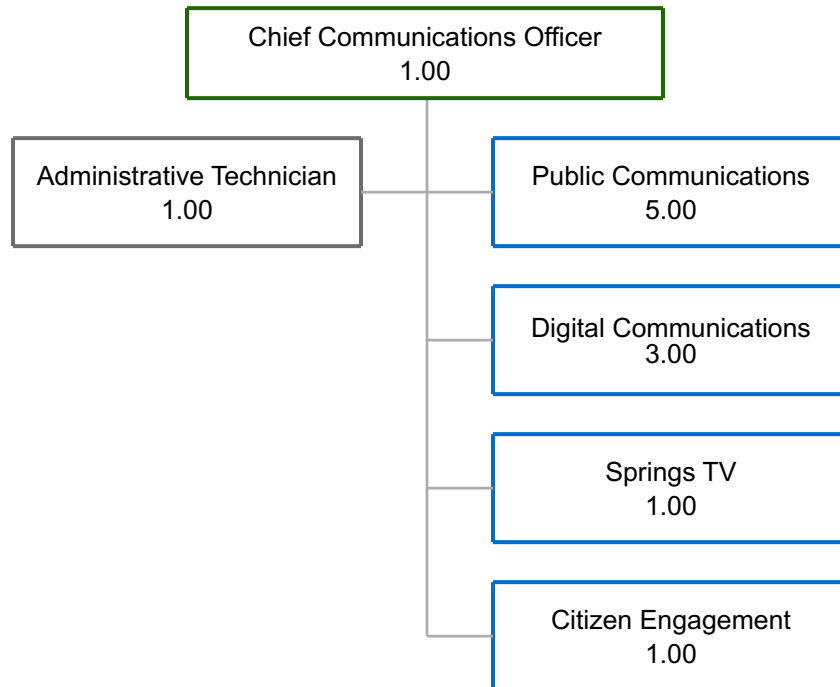 Chief Communications Officer
1.00
Administrative Technician
1.00
Public Communications
5.00
Digital Communications
3.00
Springs TV
1.00
Citizen Engagement
1.00